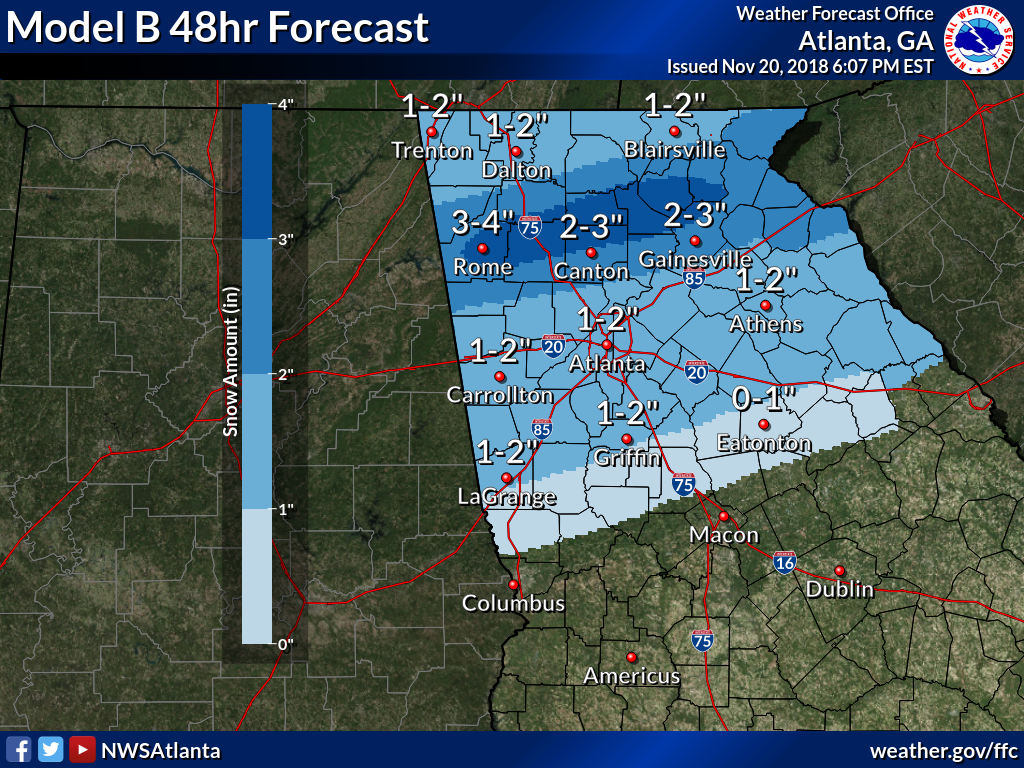 Model B 48hr Forecast
Weather Forecast Office
Atlanta, GA
Issued Nov 20, 2018 6:07 PM EST
NATIONAL WEATHER SERVICE
4"
3"
2"
1"
0"
Snow Amount (in)
1-2"
Trenton
1-2"
Dalton
1-2"
Blairsville
3-4"
Rome
75
2-3"
Canton
2-3"
Gainesville
85
1-2"
Athens
1-2"
Atlanta
20
1-2"
Carrollton
20
85
1-2"
Griffin
0-1"
Eatonton
1-2"
LaGrange
75
Macon
16
Dublin
Columbus
75
Americus
NWSAtlanta
weather.gov/ffc